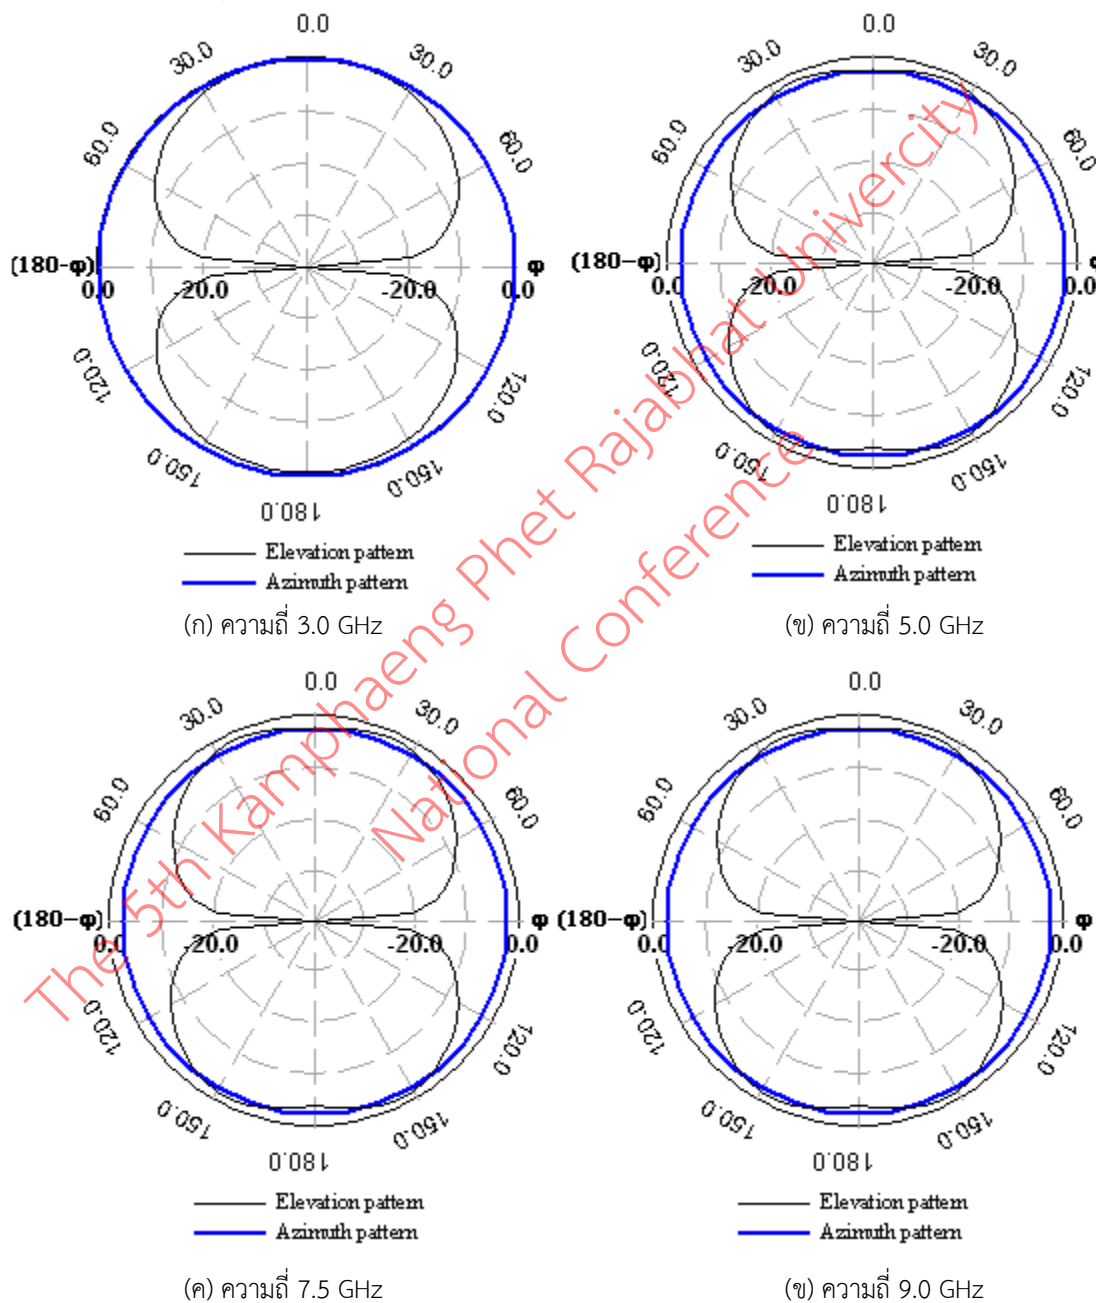 0.0
30.0 30.0
60.0 60.0
(180-φ) φ
0.0 -20.0 -20.0 0.0
120.0 120.0
150.0 150.0
180.0
Elevation pattern
Azimuth pattern
(ก) ความถี่ 3.0 GHz
0.0
30.0 30.0
60.0 60.0
(180-φ) φ
0.0 -20.0 -20.0 0.0
120.0 120.0
150.0 150.0
180.0
Elevation pattern
Azimuth pattern
(ข) ความถี่ 5.0 GHz
0.0
30.0 30.0
60.0 60.0
(180-φ) φ
0.0 -20.0 -20.0 0.0
120.0 120.0
150.0 150.0
180.0
Elevation pattern
Azimuth pattern
(ค) ความถี่ 7.5 GHz
0.0
30.0 30.0
60.0 60.0
(180-φ) φ
0.0 -20.0 -20.0 0.0
120.0 120.0
150.0 150.0
180.0
Elevation pattern
Azimuth pattern
(ข) ความถี่ 9.0 GHz
The 5th Kamphaeng Phet Rajabhat Univercity
National Conference